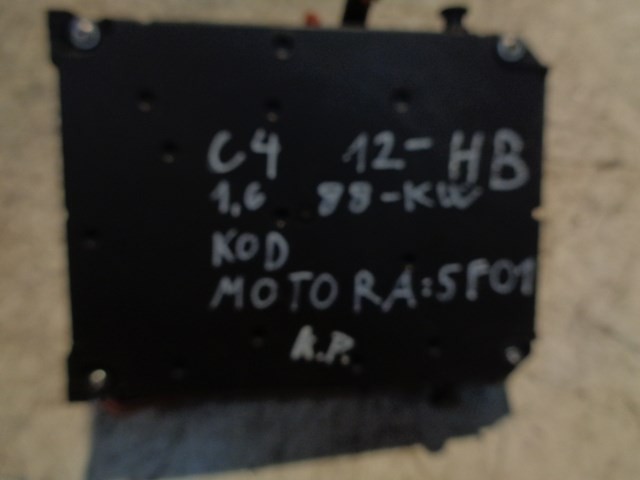 C4 12-HB
1,6 88-KW
KOD
MOTORA:5F01
A.P.